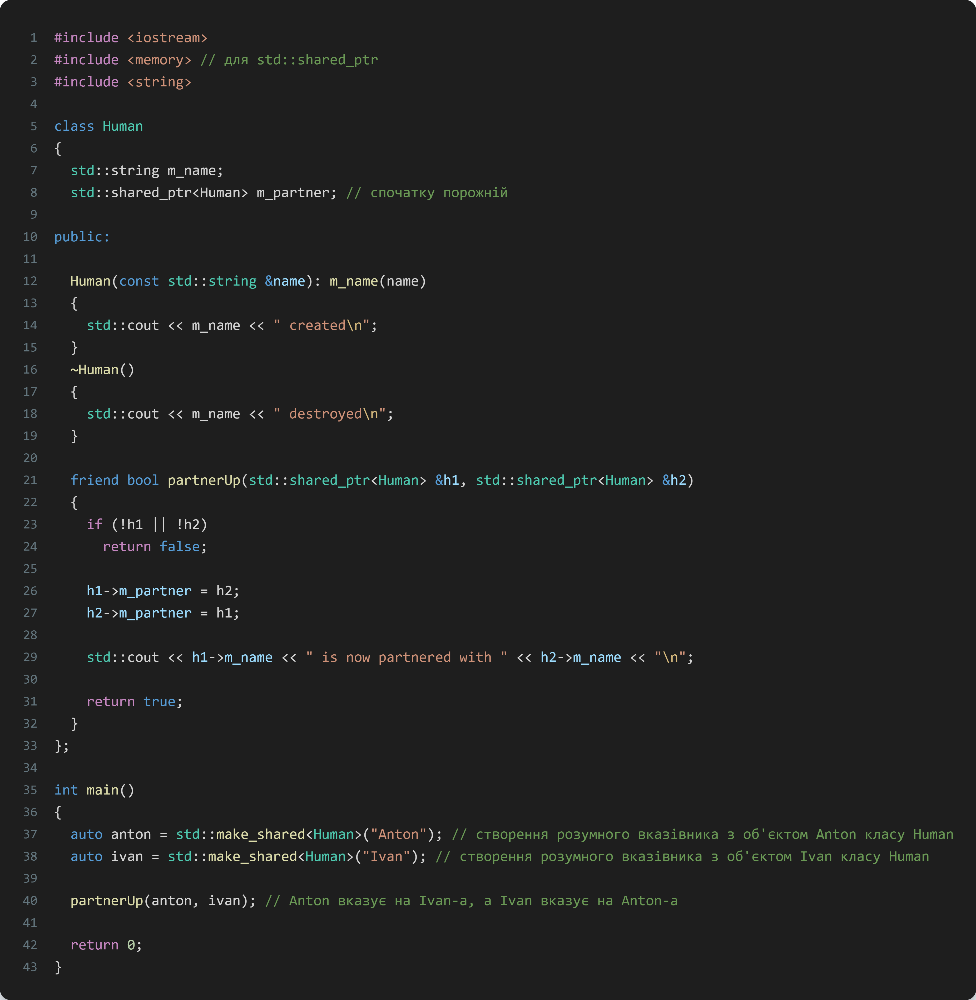 1 #include <iostream>
2 #include <memory> // для std::shared_ptr
3 #include <string>
4
5 class Human
6 {
7   std::string m_name;
8   std::shared_ptr<Human> m_partner; // спочатку порожній
9
10 public:
11
12   Human(const std::string &name): m_name(name)
13   {
14     std::cout << m_name << " created\n";
15   }
16   ~Human()
17   {
18     std::cout << m_name << " destroyed\n";
19   }
20
21   friend bool partnerUp(std::shared_ptr<Human> &h1, std::shared_ptr<Human> &h2)
22   {
23     if (!h1 || !h2)
24       return false;
25
26     h1->m_partner = h2;
27     h2->m_partner = h1;
28
29     std::cout << h1->m_name << " is now partnered with " << h2->m_name << "\n";
30
31     return true;
32   }
33 };
34
35 int main()
36 {
37   auto anton = std::make_shared<Human>("Anton"); // створення розумного вказівника з об'єктом Anton класу Human
38   auto ivan = std::make_shared<Human>("Ivan"); // створення розумного вказівника з об'єктом Ivan класу Human
39
40   partnerUp(anton, ivan); // Anton вказує на Ivan-а, а Ivan вказує на Anton-а
41
42   return 0;
43 }